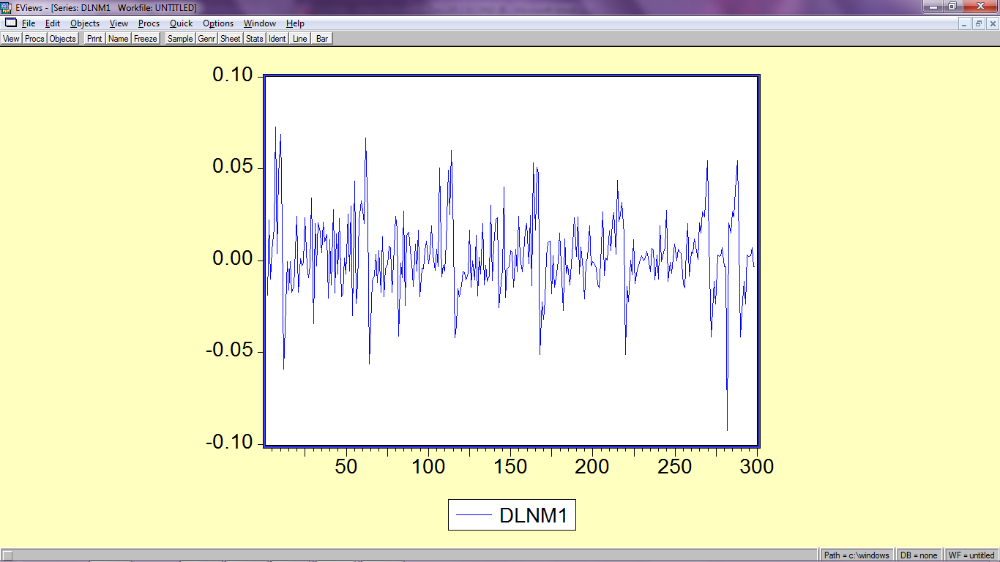 EViews - [Series: DLNM1   Workfile: UNTITLED]
File Edit Objects View Procs Quick Options Window Help
View Procs Objects Print Name Freeze Sample Genr Sheet Stats Ident Line Bar
0.10
0.05
0.00
-0.05
-0.10
50 100 150 200 250 300
DLNM1
Path = c:\windows DB = none WF = untitled